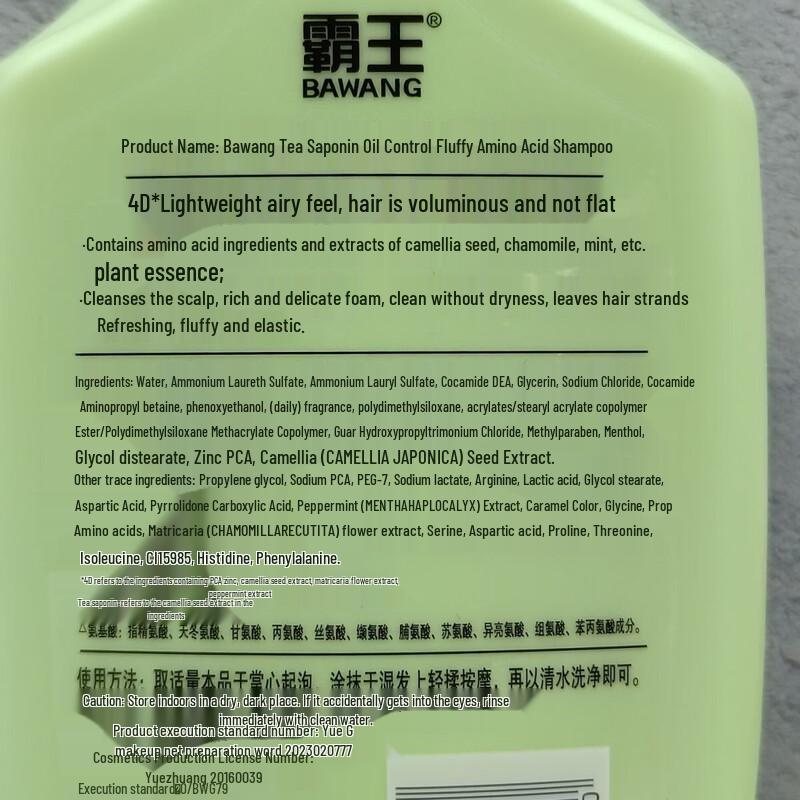 霸王®
BAWANG
Product Name: Bawang Tea Saponin Oil Control Fluffy Amino Acid Shampoo
4D*Lightweight airy feel, hair is voluminous and not flat
·Contains amino acid ingredients and extracts of camellia seed, chamomile, mint, etc.
plant essence;
·Cleanses the scalp, rich and delicate foam, clean without dryness, leaves hair strands
Refreshing, fluffy and elastic.
Ingredients: Water, Ammonium Laureth Sulfate, Ammonium Lauryl Sulfate, Cocamide DEA, Glycerin, Sodium Chloride, Cocamide
Aminopropyl betaine, phenoxyethanol, (daily) fragrance, polydimethylsiloxane, acrylates/stearyl acrylate copolymer
Ester/Polydimethylsiloxane Methacrylate Copolymer, Guar Hydroxypropyltrimonium Chloride, Methylparaben, Menthol,
Glycol distearate, Zinc PCA, Camellia (CAMELLIA JAPONICA) Seed Extract.
Other trace ingredients: Propylene glycol, Sodium PCA, PEG-7, Sodium lactate, Arginine, Lactic acid, Glycol stearate,
Aspartic Acid, Pyrrolidone Carboxylic Acid, Peppermint (MENTHAHAPLOCALYX) Extract, Caramel Color, Glycine, Prop
Amino acids, Matricaria (CHAMOMILLARECUTITA) flower extract, Serine, Aspartic acid, Proline, Threonine,
Isoleucine, CI15985, Histidine, Phenylalanine.
*4D refers to the ingredients containing PCA zinc, camellia seed extract, matricaria flower extract,
peppermint extract
Tea saponin: refers to the camellia seed extract in the
ingredients
△氨基酸：指精氨酸、天冬氨酸、甘氨酸、丙氨酸、丝氨酸、缬氨酸、脯氨酸、苏氨酸、异亮氨酸、组氨酸、苯丙氨酸成分。
使用方法：取适量本品于掌心起泡，涂抹于湿发上轻揉按摩，再以清水洗净即可。
Caution: Store indoors in a dry, dark place. If it accidentally gets into the eyes, rinse
immediately with clean water.
Product execution standard number: Yue G
makeup net preparation word 2023020777
Cosmetics Production License Number:
Yuezhuang 20160039
Execution standard
/BWG79